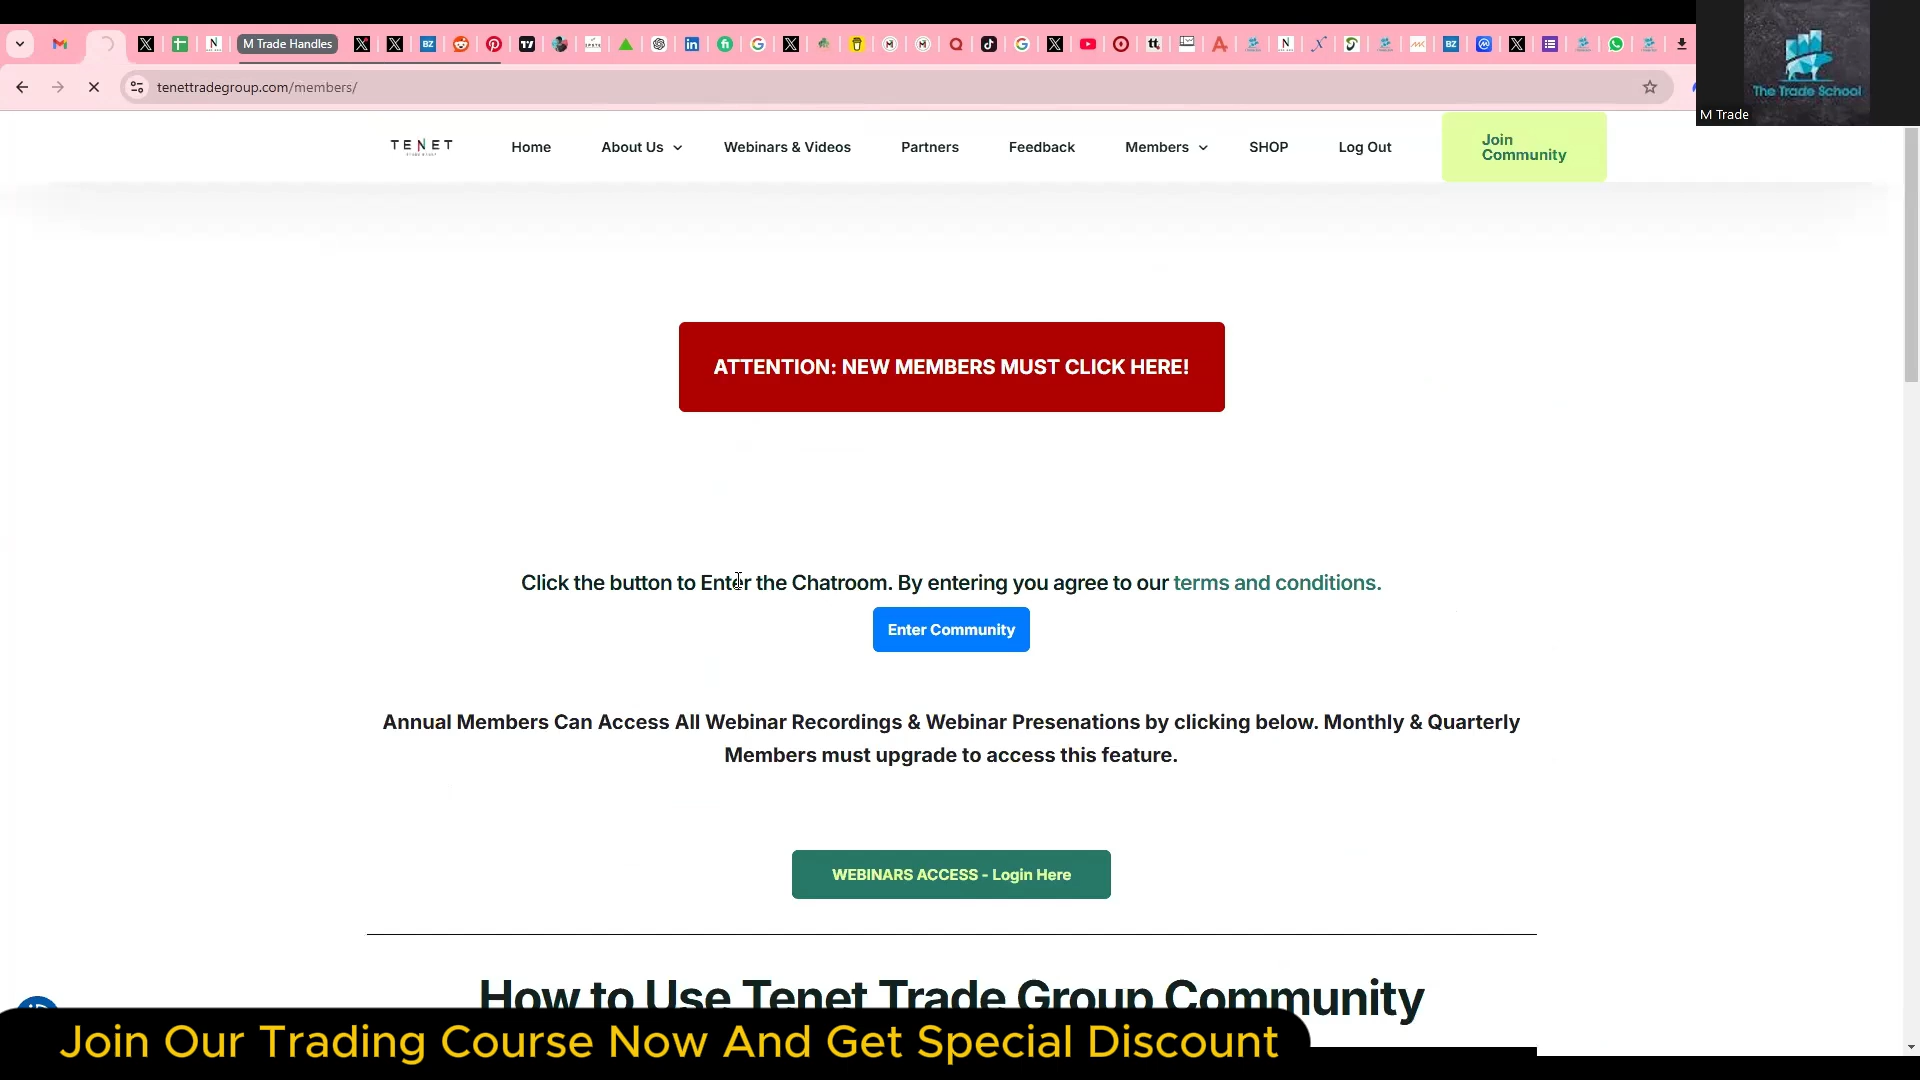 M Trade Handles
tenettradegroup.com/members/
The Trade School
M Trade
TENET
Home
About Us
Webinars & Videos
Partners
Feedback
Members
SHOP
Log Out
Join
Community
ATTENTION: NEW MEMBERS MUST CLICK HERE!
Click the button to Enter the Chatroom. By entering you agree to our terms and conditions.
Enter Community
Annual Members Can Access All Webinar Recordings & Webinar Presenations by clicking below. Monthly & Quarterly
Members must upgrade to access this feature.
WEBINARS ACCESS - Login Here
How to Use Tenet Trade Group Community
Join Our Trading Course Now And Get Special Discount